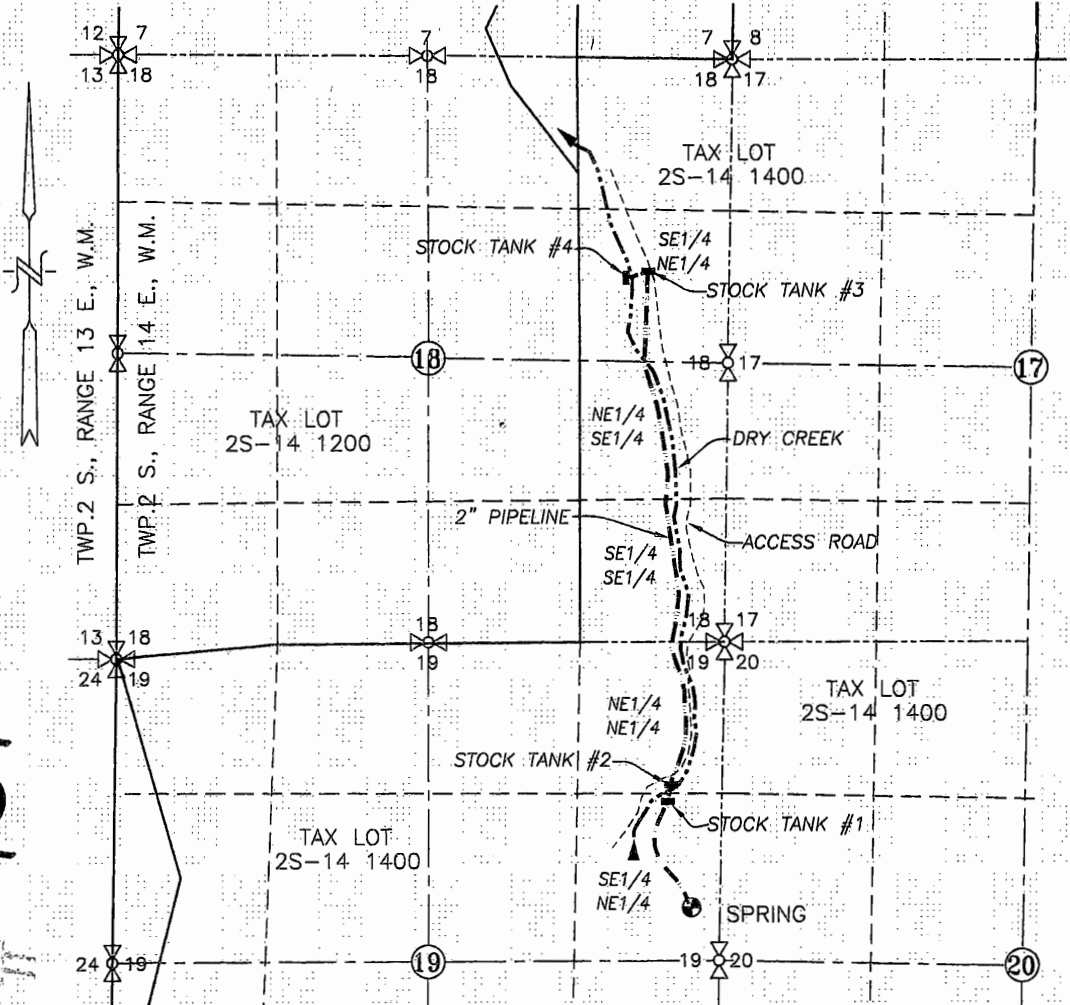 12 7
13 18
7
18
7 8
18 17
TAX LOT
2S-14 1400
STOCK TANK #4
SE1/4
NE1/4
STOCK TANK #3
TWP.2 S., RANGE 13 E., W.M.
TWP.2 S., RANGE 14 E., W.M.
18
18 17
17
TAX LOT
2S-14 1200
NE1/4
SE1/4
DRY CREEK
2" PIPELINE
ACCESS ROAD
SE1/4
SE1/4
13 18
24 19
18
19
18 17
19 20
NE1/4
NE1/4
TAX LOT
2S-14 1400
STOCK TANK #2
STOCK TANK #1
TAX LOT
2S-14 1400
SE1/4
NE1/4
SPRING
24 19
19
19 20
20